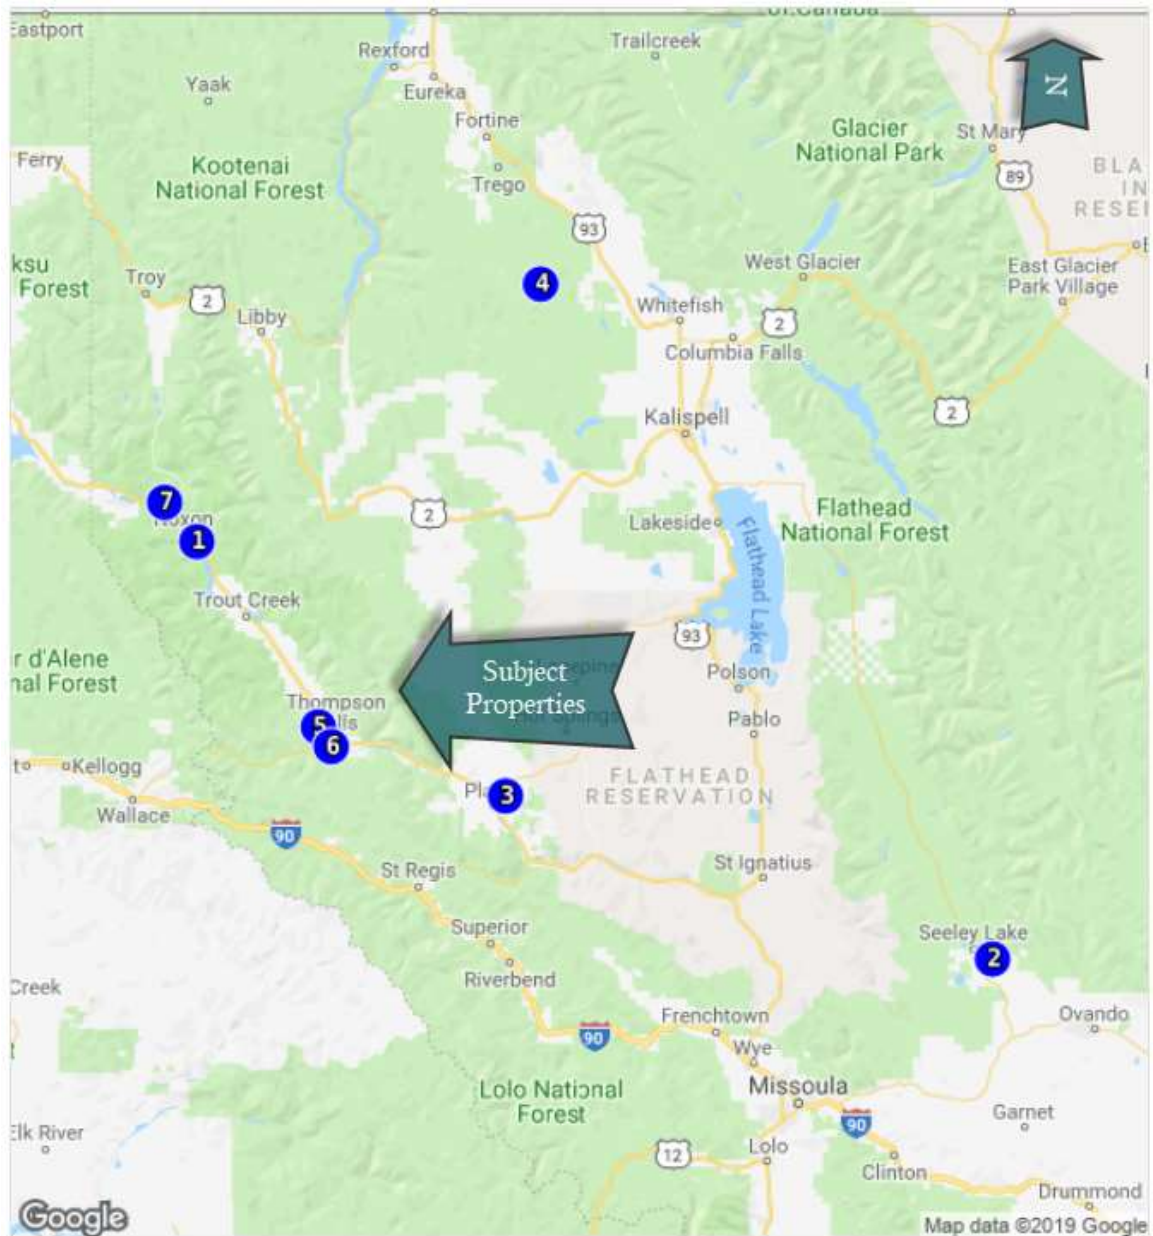 of Canada
Eastport
Rexford
Trailcreek
N
Yaak
Eureka
Fortine
Glacier
National Park
St Mary
Ferry
Kootenai
National Forest
Trego
89
BLA
IN
RESE
93
ksu
Forest
Troy
4
West Glacier
East Glacier
Park Village
2
Libby
Whitefish
2
Columbia Falls
Kalispell
2
7
2
Lakeside
Flathead
National Forest
Noxon
1
Flathead Lake
Trout Creek
93
r d'Alene
nal Forest
Subject
Properties
Polson
Thompson
5
lls
6
Pablo
Kellogg
FLATHEAD
RESERVATION
Pl
3
Wallace
90
St Regis
St Ignatius
Superior
Seeley Lake
2
Riverbend
Creek
Frenchtown
Ovando
90
Wye
Lolo National
Forest
Missoula
90
Garnet
Elk River
12
Lolo
Clinton
Drummond
Google
Map data ©2019 Google